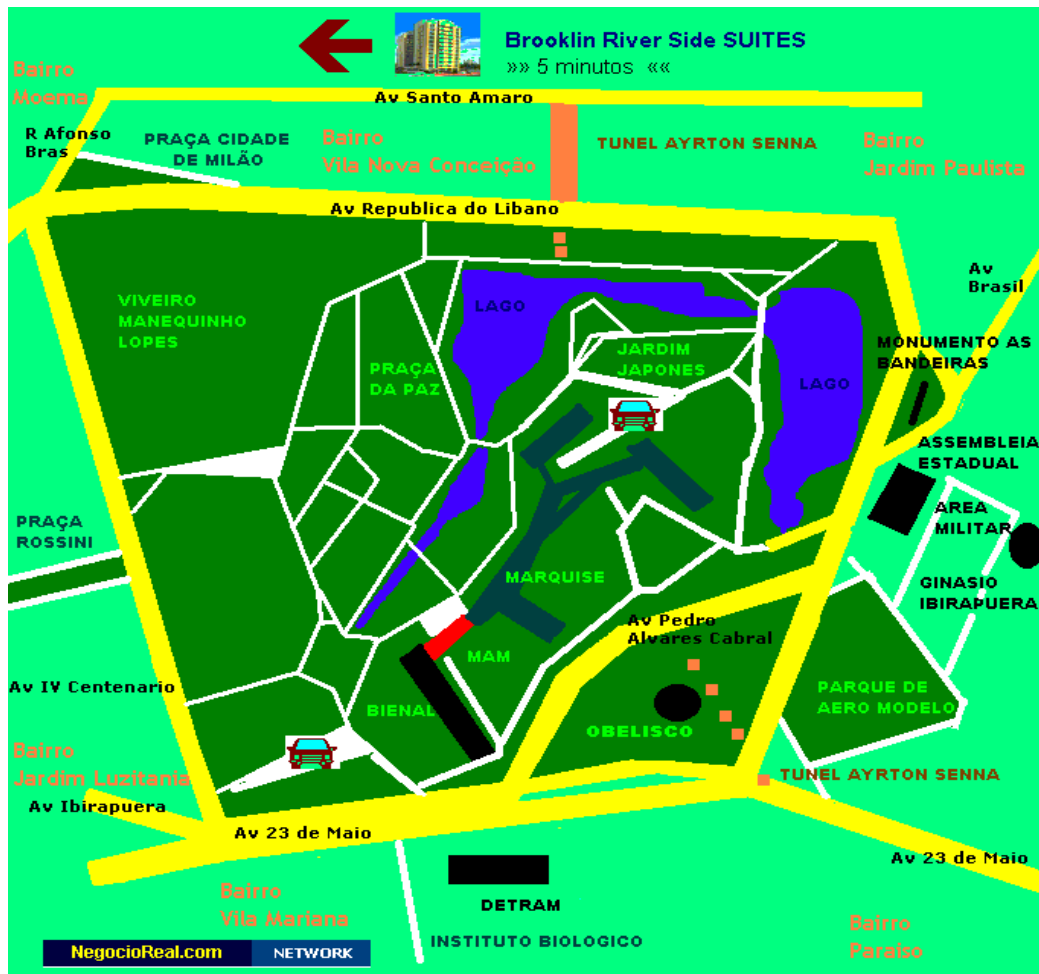 Brooklin River Side SUITES
»» 5 minutos ««
Bairro
Moema
Av Santo Amaro
R Afonso
Bras
PRAÇA CIDADE
DE MILÃO
Bairro
Vila Nova Conceição
TUNEL AYRTON SENNA
Bairro
Jardim Paulista
Av Republica do Libano
Av
Brasil
VIVEIRO
MANEQUINHO
LOPES
LAGO
MONUMENTO AS
BANDEIRAS
PRAÇA
DA PAZ
JARDIM
JAPONES
LAGO
ASSEMBLEIA
ESTADUAL
AREA
MILITAR
PRAÇA
ROSSINI
MARQUISE
GINASIO
IBIRAPUERA
Av Pedro
Alvares Cabral
MAM
Av IV Centenario
PARQUE DE
AERO MODELO
BIENAL
OBELISCO
Bairro
Jardim Luzitania
TUNEL AYRTON SENNA
Av Ibirapuera
Av 23 de Maio
Av 23 de Maio
Bairro
Vila Mariana
DETRAM
INSTITUTO BIOLOGICO
Bairro
Paraiso
NegocioReal.com
NETWORK